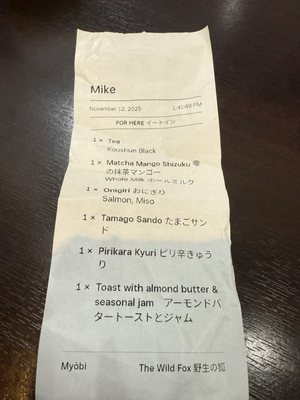 Mike
November 12, 2025 1:41:49 PM
FOR HERE イートイン
1 × Tea
Koushun Black
1 × Matcha Mango Shizuku 雫
の抹茶マンゴー
Whole Milk ホールミルク
1 × Onigiri おにぎり
Salmon, Miso
1 × Tamago Sando たまごサン
ド
1 × Pirikara Kyuri ピリ辛きゅう
り
1 × Toast with almond butter &
seasonal jam アーモンドバ
タートーストとジャム
Myōbi The Wild Fox 野生の狐